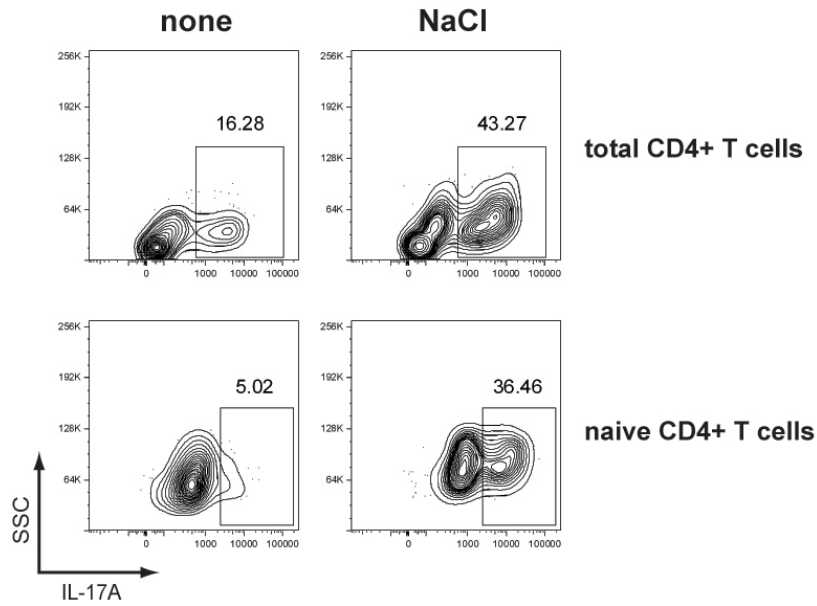 none
NaCl
256K
192K
128K
64K
16.28
0 1000 10000 100000
256K
192K
128K
64K
43.27
0 1000 10000 100000
total CD4+ T cells
256K
192K
128K
64K
5.02
0 1000 10000 100000
256K
192K
128K
64K
36.46
0 1000 10000 100000
naive CD4+ T cells
SSC
IL-17A